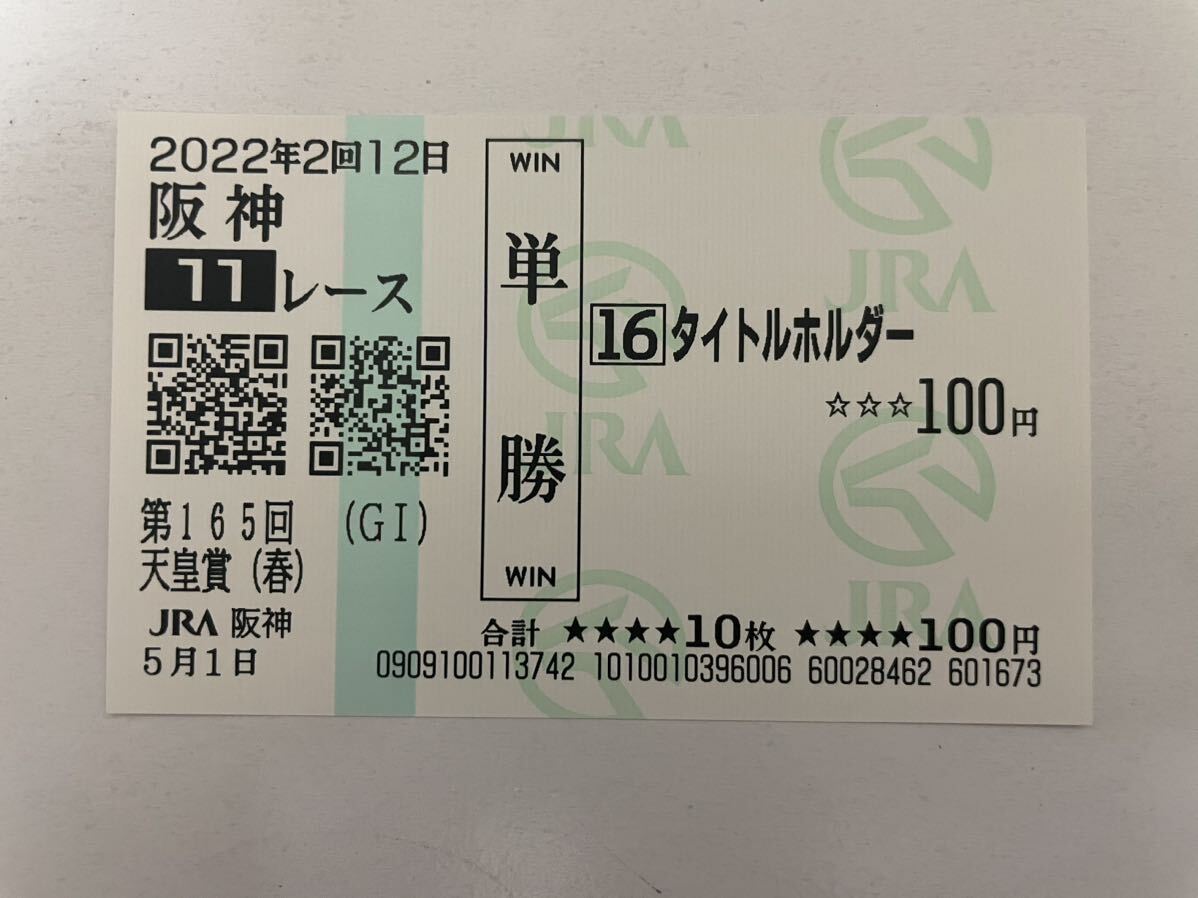 2022年2回12日
阪神
11レース
第165回 (GI)
天皇賞(春)
JRA 阪神
5月1日
WIN
単勝
WIN
16タイトルホルダー
☆☆☆100円
合計 ★★★★10枚 ★★★★100円
0909100113742 1010010396006 60028462 601673
JRA
JRA
JRA
JRA